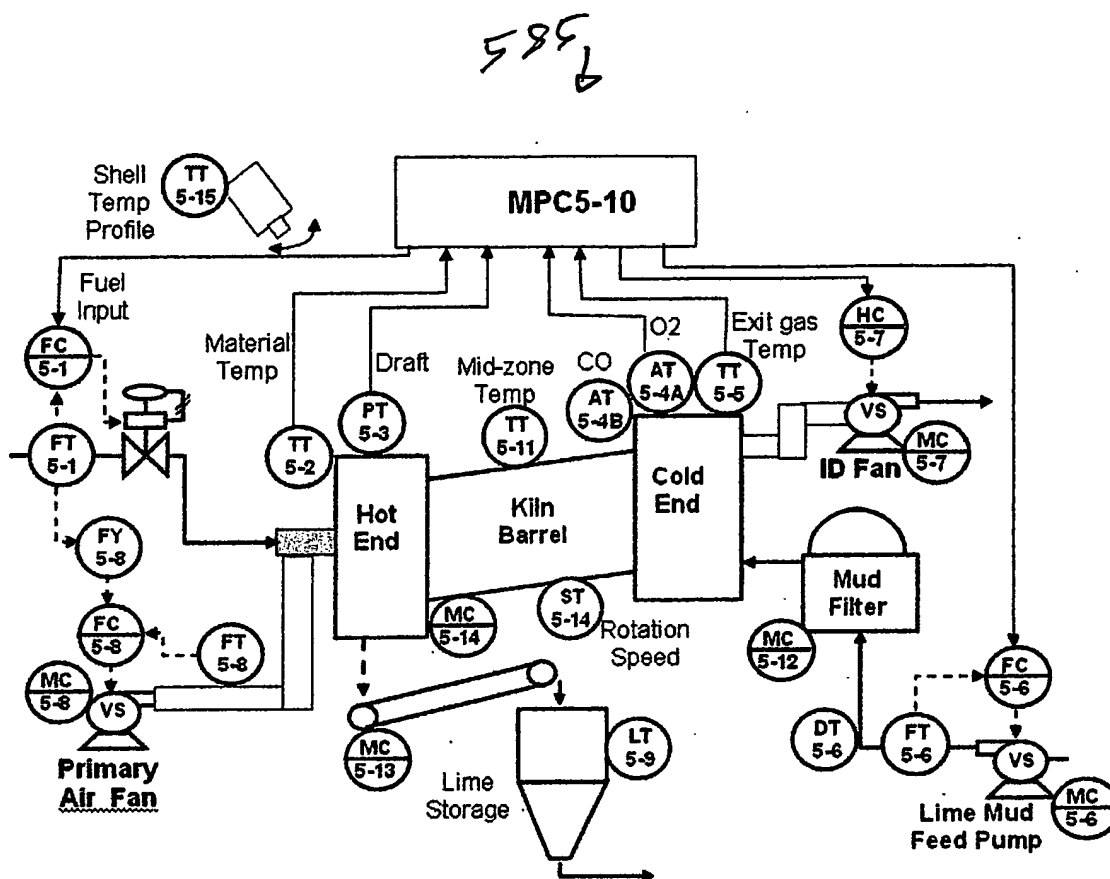 585
Shell
Temp
Profile
TT
5-15
MPC5-10
Fuel
Input
FC
5-1
FT
5-1
Material
Temp
TT
5-2
Draft
PT
5-3
Mid-zone
Temp
TT
5-11
CO
AT
5-4B
O2
AT
5-4A
Exit gas
Temp
TT
5-5
HC
5-7
VS
MC
5-7
ID Fan
Hot
End
Kiln
Barrel
Cold
End
Mud
Filter
MC
5-12
FY
5-8
FC
5-8
FT
5-8
MC
5-8
VS
Primary
Air Fan
MC
5-14
ST
5-14
Rotation
Speed
MC
5-13
Lime
Storage
LT
5-9
DT
5-6
FT
5-6
FC
5-6
VS
MC
5-6
Lime Mud
Feed Pump